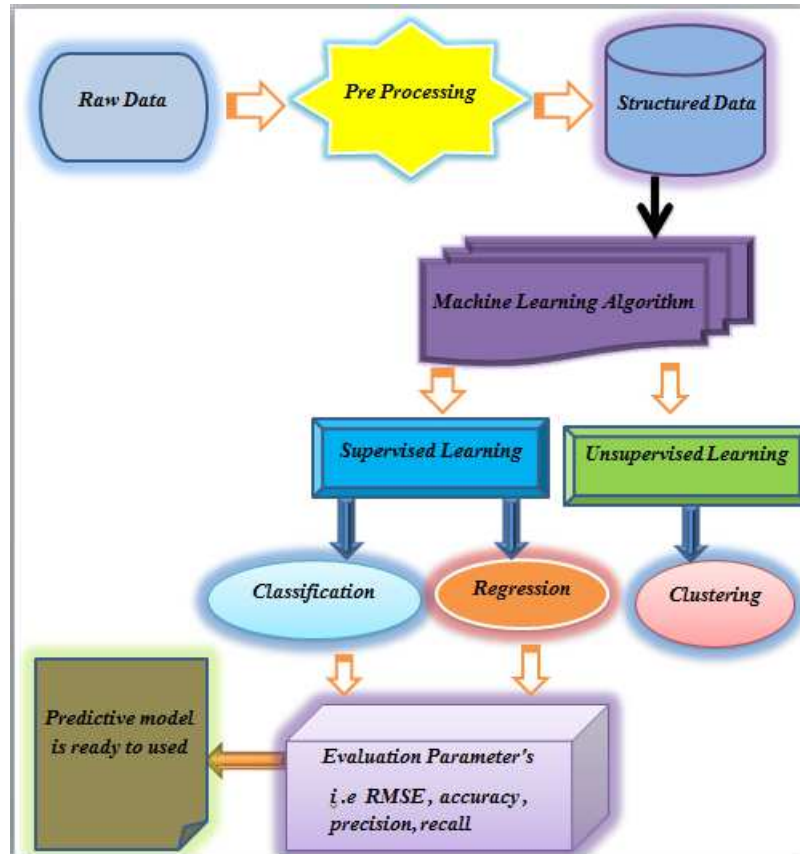 Raw Data
Pre Processing
Structured Data
Machine Learning Algorithm
Supervised Learning
Unsupervised Learning
Classification
Regression
Clustering
Predictive model
is ready to used
Evaluation Parameter's
i.e RMSE, accuracy,
precision, recall